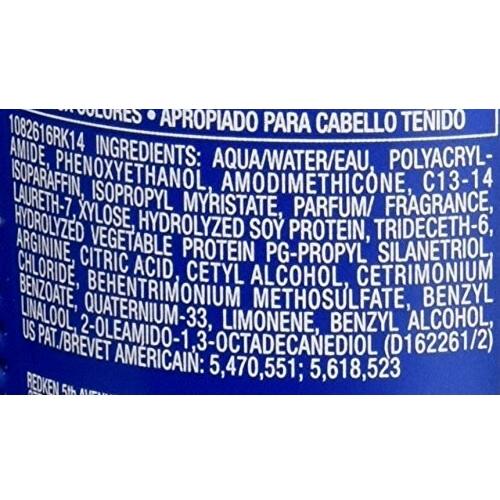 COLORES • APROPIADO PARA CABELLO TENIDO
1082616RK14 INGREDIENTS: AQUA/WATER/EAU, POLYACRYL-
AMIDE, PHENOXYETHANOL, AMODIMETHICONE, C13-14
ISOPARAFFIN, ISOPROPYL MYRISTATE, PARFUM/ FRAGRANCE,
LAURETH-7, XYLOSE, HYDROLYZED SOY PROTEIN, TRIDECETH-6,
HYDROLYZED VEGETABLE PROTEIN PG-PROPYL SILANETRIOL,
ARGININE, CITRIC ACID, CETYL ALCOHOL, CETRIMONIUM
CHLORIDE, BEHENTRIMONIUM METHOSULFATE, BENZYL
BENZOATE, QUATERNIUM-33, LIMONENE, BENZYL ALCOHOL,
LINALOOL, 2-OLEAMIDO-1,3-OCTADECANEDIOL (D162261/2)
US PAT./BREVET AMERICAIN: 5,470,551; 5,618,523
REDKEN 5th